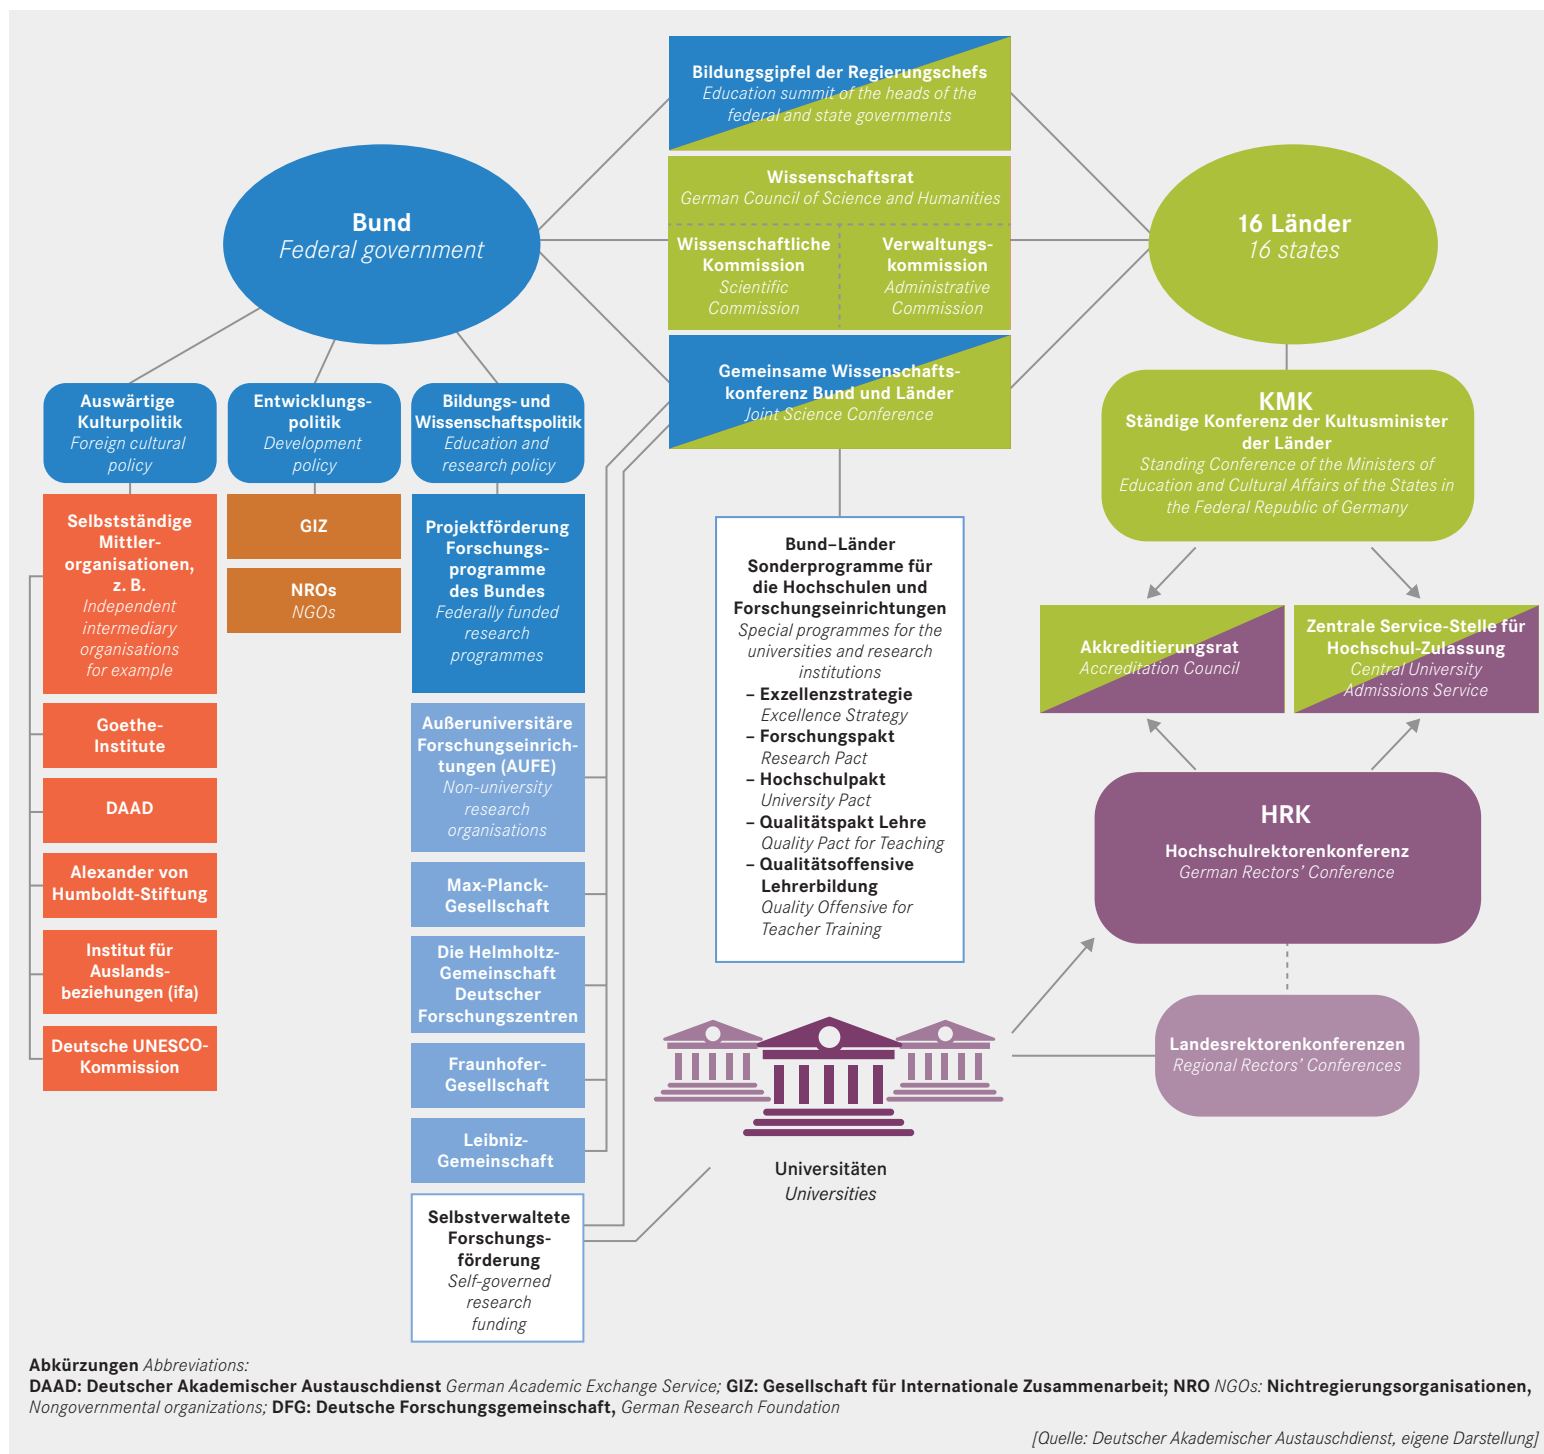 Bildungsgipfel der Regierungschefs
Education summit of the heads of the
federal and state governments
Bund
Federal government
Wissenschaftsrat
German Council of Science and Humanities
Wissenschaftliche
Kommission
Scientific
Commission
Verwaltungs-
kommission
Administrative
Commission
16 Länder
16 states
Gemeinsame Wissenschafts-
konferenz Bund und Länder
Joint Science Conference
Auswärtige
Kulturpolitik
Foreign cultural
policy
Entwicklungs-
politik
Development
policy
Bildungs- und
Wissenschaftspolitik
Education and
research policy
KMK
Ständige Konferenz der Kultusminister
der Länder
Standing Conference of the Ministers of
Education and Cultural Affairs of the States in
the Federal Republic of Germany
Selbstständige
Mittler-
organisationen,
z. B.
Independent
intermediary
organisations
for example
Goethe-
Institute
DAAD
Alexander von
Humboldt-Stiftung
Institut für
Auslands-
beziehungen (ifa)
Deutsche UNESCO-
Kommission
GIZ
NROs
NGOs
Projektförderung
Forschungs-
programme
des Bundes
Federally funded
research
programmes
Außeruniversitäre
Forschungseinrich-
tungen (AUFE)
Non-university
research
organisations
Max-Planck-
Gesellschaft
Die Helmholtz-
Gemeinschaft
Deutscher
Forschungszentren
Fraunhofer-
Gesellschaft
Leibniz-
Gemeinschaft
Selbstverwaltete
Forschungs-
förderung
Self-governed
research
funding
Bund–Länder
Sonderprogramme für
die Hochschulen und
Forschungseinrichtungen
Special programmes for the
universities and research
institutions
– Exzellenzstrategie
Excellence Strategy
– Forschungspakt
Research Pact
– Hochschulpakt
University Pact
– Qualitätspakt Lehre
Quality Pact for Teaching
– Qualitätsoffensive
Lehrerbildung
Quality Offensive for
Teacher Training
Akkreditierungsrat
Accreditation Council
Zentrale Service-Stelle für
Hochschul-Zulassung
Central University
Admissions Service
HRK
Hochschulrektorenkonferenz
German Rectors’ Conference
Landesrektorenkonferenzen
Regional Rectors’ Conferences
Universitäten
Universities
Abkürzungen Abbreviations:
DAAD: Deutscher Akademischer Austauschdienst German Academic Exchange Service; GIZ: Gesellschaft für Internationale Zusammenarbeit; NRO NGOs: Nichtregierungsorganisationen,
Nongovernmental organizations; DFG: Deutsche Forschungsgemeinschaft, German Research Foundation
[Quelle: Deutscher Akademischer Austauschdienst, eigene Darstellung]